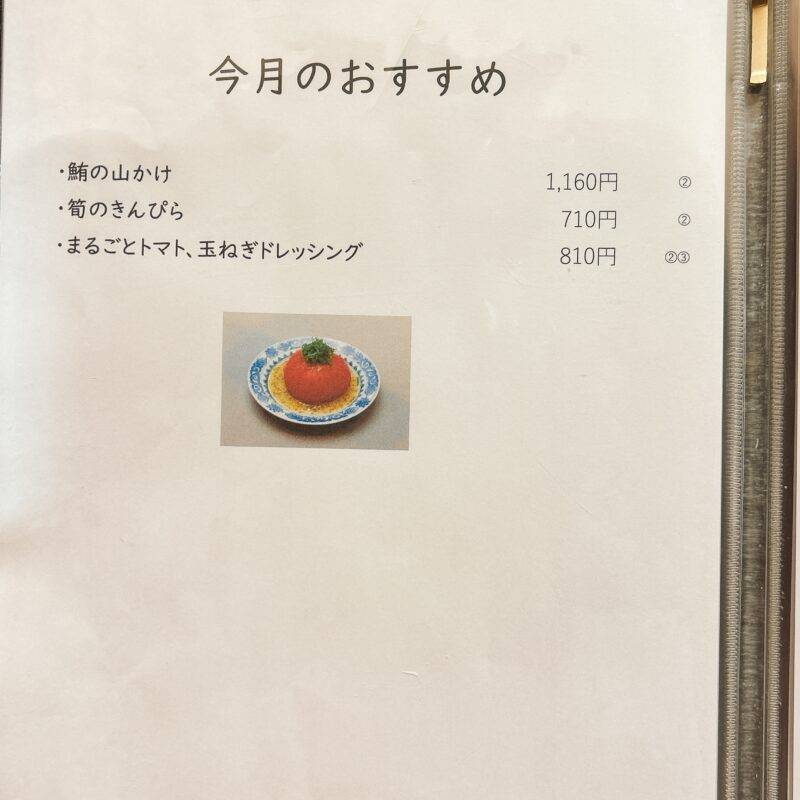 今月のおすすめ
・鮪の山かけ 1,160円 ②
・筍のきんぴら 710円 ②
・まるごとトマト、玉ねぎドレッシング 810円 ②③